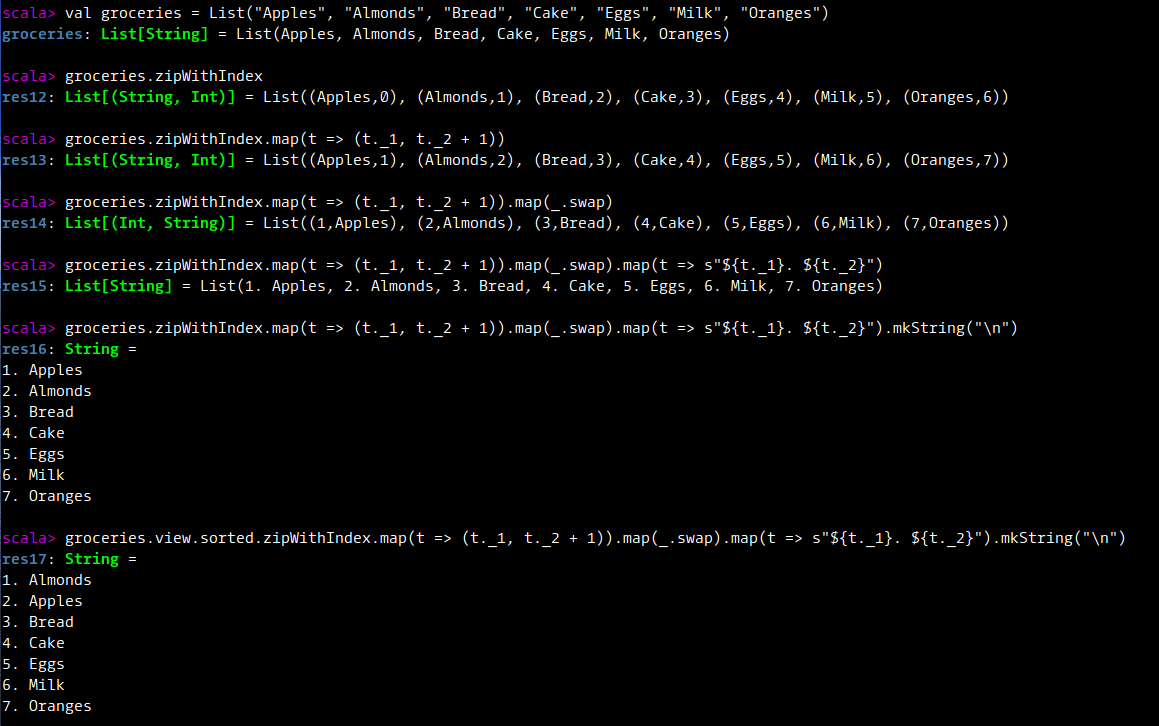 scala> val groceries = List("Apples", "Almonds", "Bread", "Cake", "Eggs", "Milk", "Oranges")
groceries: List[String] = List(Apples, Almonds, Bread, Cake, Eggs, Milk, Oranges)
scala> groceries.zipWithIndex
res12: List[(String, Int)] = List((Apples,0), (Almonds,1), (Bread,2), (Cake,3), (Eggs,4), (Milk,5), (Oranges,6))
scala> groceries.zipWithIndex.map(t => (t._1, t._2 + 1))
res13: List[(String, Int)] = List((Apples,1), (Almonds,2), (Bread,3), (Cake,4), (Eggs,5), (Milk,6), (Oranges,7))
scala> groceries.zipWithIndex.map(t => (t._1, t._2 + 1)).map(_.swap)
res14: List[(Int, String)] = List((1,Apples), (2,Almonds), (3,Bread), (4,Cake), (5,Eggs), (6,Milk), (7,Oranges))
scala> groceries.zipWithIndex.map(t => (t._1, t._2 + 1)).map(_.swap).map(t => s"${t._1}. ${t._2}")
res15: List[String] = List(1. Apples, 2. Almonds, 3. Bread, 4. Cake, 5. Eggs, 6. Milk, 7. Oranges)
scala> groceries.zipWithIndex.map(t => (t._1, t._2 + 1)).map(_.swap).map(t => s"${t._1}. ${t._2}").mkString("\n")
res16: String =
1. Apples
2. Almonds
3. Bread
4. Cake
5. Eggs
6. Milk
7. Oranges
scala> groceries.view.sorted.zipWithIndex.map(t => (t._1, t._2 + 1)).map(_.swap).map(t => s"${t._1}. ${t._2}").mkString("\n")
res17: String =
1. Almonds
2. Apples
3. Bread
4. Cake
5. Eggs
6. Milk
7. Oranges